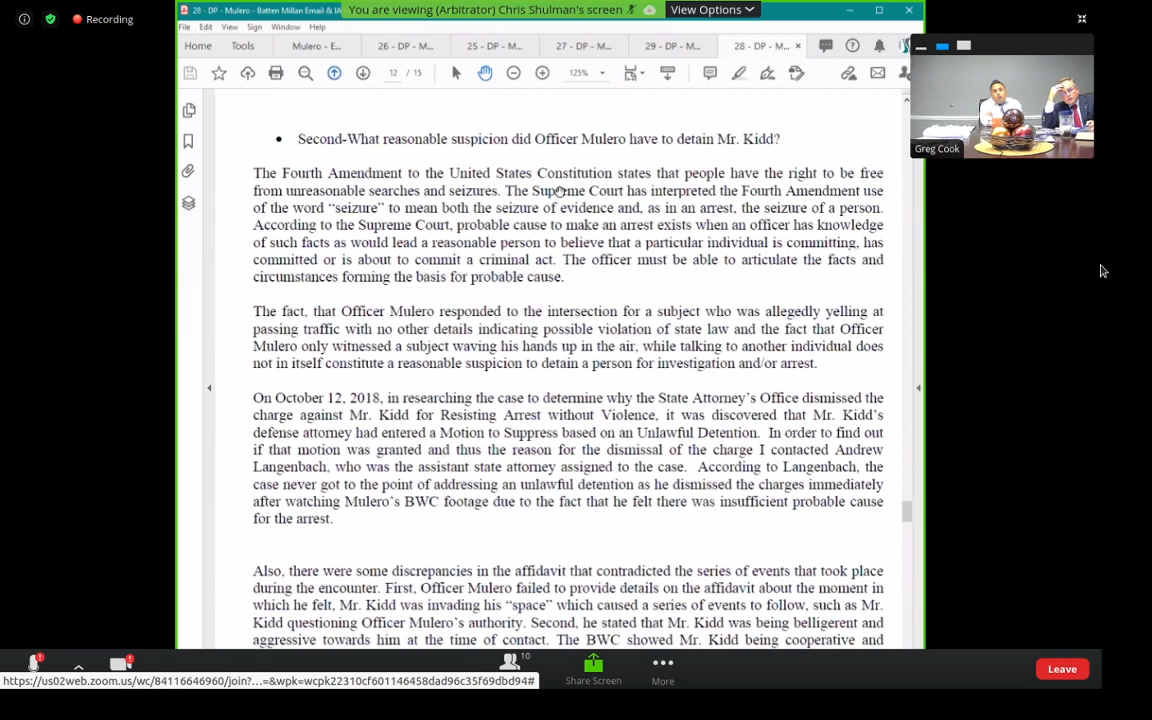 Recording
28 - DP - Mulero - Batten Millan Email & IA
You are viewing (Arbitrator) Chris Shulman's screen
View Options
File Edit View Sign Window Help
Home Tools Mulero - E... 26 - DP - M... 25 - DP - M... 27 - DP - M... 29 - DP - M... 28 - DP - M... ×
12 / 15 125%
Greg Cook
• Second-What reasonable suspicion did Officer Mulero have to detain Mr. Kidd?
The Fourth Amendment to the United States Constitution states that people have the right to be free
from unreasonable searches and seizures. The Supreme Court has interpreted the Fourth Amendment use
of the word “seizure” to mean both the seizure of evidence and, as in an arrest, the seizure of a person.
According to the Supreme Court, probable cause to make an arrest exists when an officer has knowledge
of such facts as would lead a reasonable person to believe that a particular individual is committing, has
committed or is about to commit a criminal act. The officer must be able to articulate the facts and
circumstances forming the basis for probable cause.
The fact, that Officer Mulero responded to the intersection for a subject who was allegedly yelling at
passing traffic with no other details indicating possible violation of state law and the fact that Officer
Mulero only witnessed a subject waving his hands up in the air, while talking to another individual does
not in itself constitute a reasonable suspicion to detain a person for investigation and/or arrest.
On October 12, 2018, in researching the case to determine why the State Attorney’s Office dismissed the
charge against Mr. Kidd for Resisting Arrest without Violence, it was discovered that Mr. Kidd’s
defense attorney had entered a Motion to Suppress based on an Unlawful Detention. In order to find out
if that motion was granted and thus the reason for the dismissal of the charge I contacted Andrew
Langenbach, who was the assistant state attorney assigned to the case. According to Langenbach, the
case never got to the point of addressing an unlawful detention as he dismissed the charges immediately
after watching Mulero’s BWC footage due to the fact that he felt there was insufficient probable cause
for the arrest.
Also, there were some discrepancies in the affidavit that contradicted the series of events that took place
during the encounter. First, Officer Mulero failed to provide details on the affidavit about the moment in
which he felt, Mr. Kidd was invading his “space” which caused a series of events to follow, such as Mr.
Kidd questioning Officer Mulero’s authority. Second, he stated that Mr. Kidd was being belligerent and
aggressive towards him at the time of contact. The BWC showed Mr. Kidd being cooperative and
10
Share Screen
More
Leave
https://us02web.zoom.us/wc/84116646960/join?...=&wpk=wcpk22310cf601146458dad96c35f69dbd94#